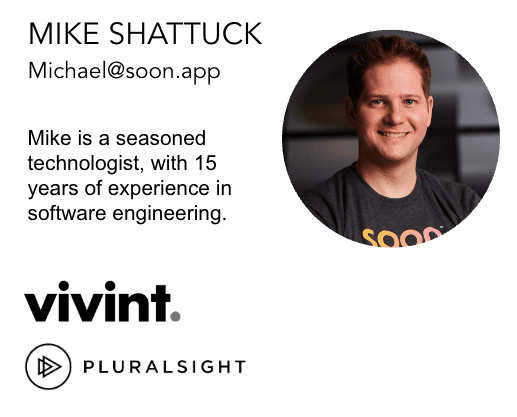 MIKE SHATTUCK
Michael@soon.app
Mike is a seasoned
technologist, with 15
years of experience in
software engineering.
soon
vivint.
PLURALSIGHT